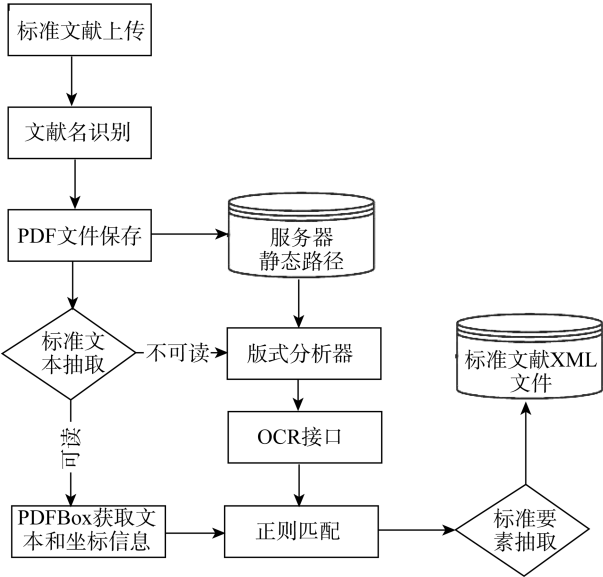 标准文献上传
文献名识别
PDF文件保存
服务器
静态路径
标准文
本抽取
不可读
版式分析器
标准文献XML
文件
OCR接口
可读
PDFBox获取文
本和坐标信息
正则匹配
标准要
素抽取